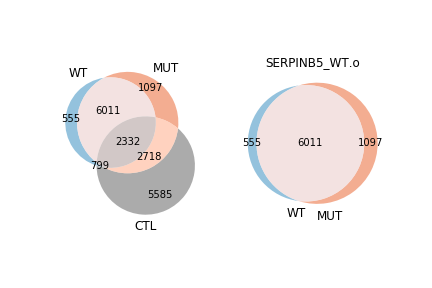 WT
MUT
1097
6011
555
2332
2718
799
5585
CTL
SERPINB5_WT.o
555
6011
1097
WT
MUT